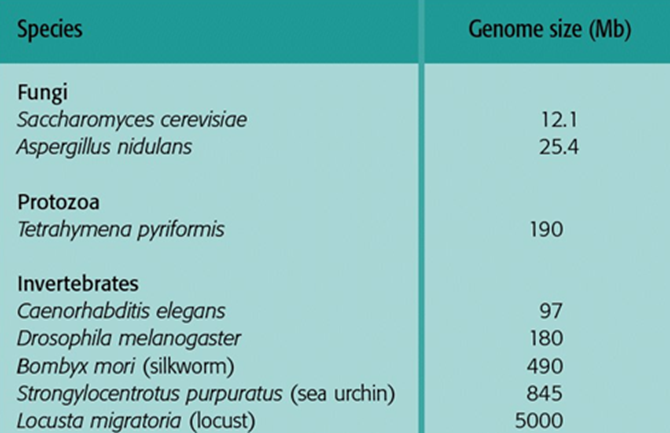 Species Genome size (Mb)
Fungi
Saccharomyces cerevisiae 12.1
Aspergillus nidulans 25.4
Protozoa
Tetrahymena pyriformis 190
Invertebrates
Caenorhabditis elegans 97
Drosophila melanogaster 180
Bombyx mori (silkworm) 490
Strongylocentrotus purpuratus (sea urchin) 845
Locusta migratoria (locust) 5000